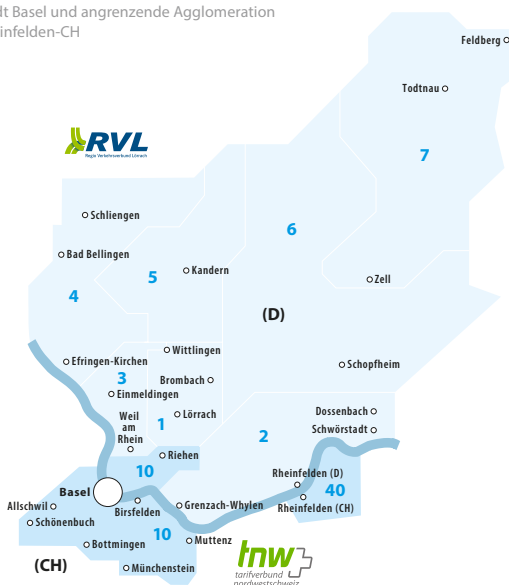 dt Basel und angrenzende Agglomeration
infelden-CH
Feldberg
Todtnau
7
RVL
Regio Verkehrsverbund Lörrach
Schliengen
6
Bad Bellingen
5
Kandern
Zell
4
(D)
Wittlingen
Efringen-Kirchen
Schopfheim
3
Brombach
Einmeldingen
Lörrach
Dossenbach
Weil
am
Rhein
1
2
Schwörstadt
Riehen
10
Rheinfelden (D)
40
Basel
Allschwil
Birsfelden
Grenzach-Whylen
Rheinfelden (CH)
Schönenbuch
10
Bottmingen
Muttenz
(CH)
Münchenstein
tnw
tarifverbund
nordwestschweiz